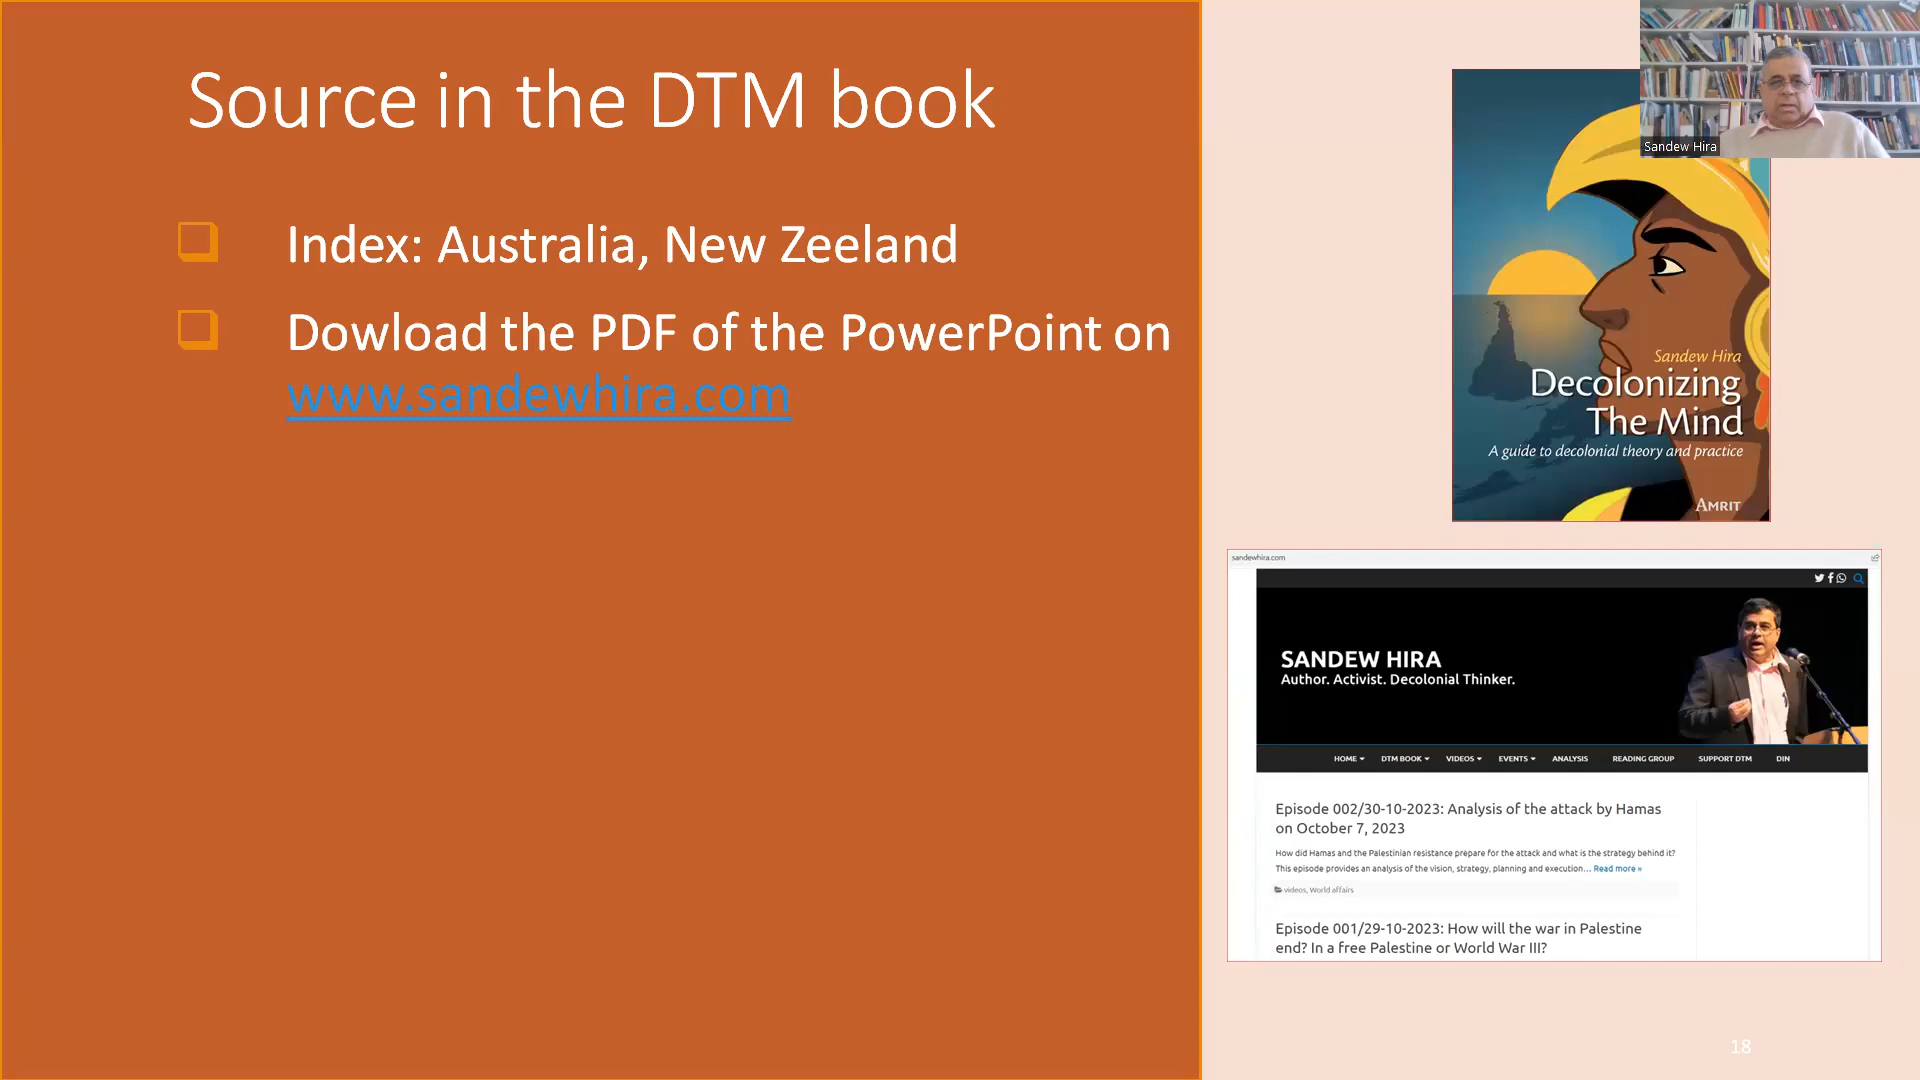 Source in the DTM book
Index: Australia, New Zeeland
Dowload the PDF of the PowerPoint on
www.sandewhira.com
Sandew Hira
Sandew Hira
Decolonizing
The Mind
A guide to decolonial theory and practice
AMRIT
sandewhira.com
SANDEW HIRA
Author. Activist. Decolonial Thinker.
HOME DTM BOOK VIDEOS EVENTS ANALYSIS READING GROUP SUPPORT DTM DIN
Episode 002/30-10-2023: Analysis of the attack by Hamas
on October 7, 2023
How did Hamas and the Palestinian resistance prepare for the attack and what is the strategy behind it?
This episode provides an analysis of the vision, strategy, planning and execution... Read more »
videos, World affairs
Episode 001/29-10-2023: How will the war in Palestine
end? In a free Palestine or World War III?
18